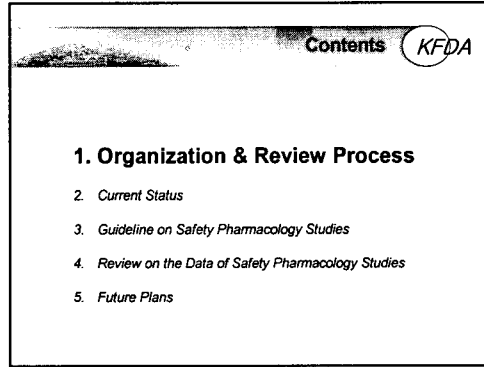 Contents KFDA
1. Organization & Review Process
2. Current Status
3. Guideline on Safety Pharmacology Studies
4. Review on the Data of Safety Pharmacology Studies
5. Future Plans